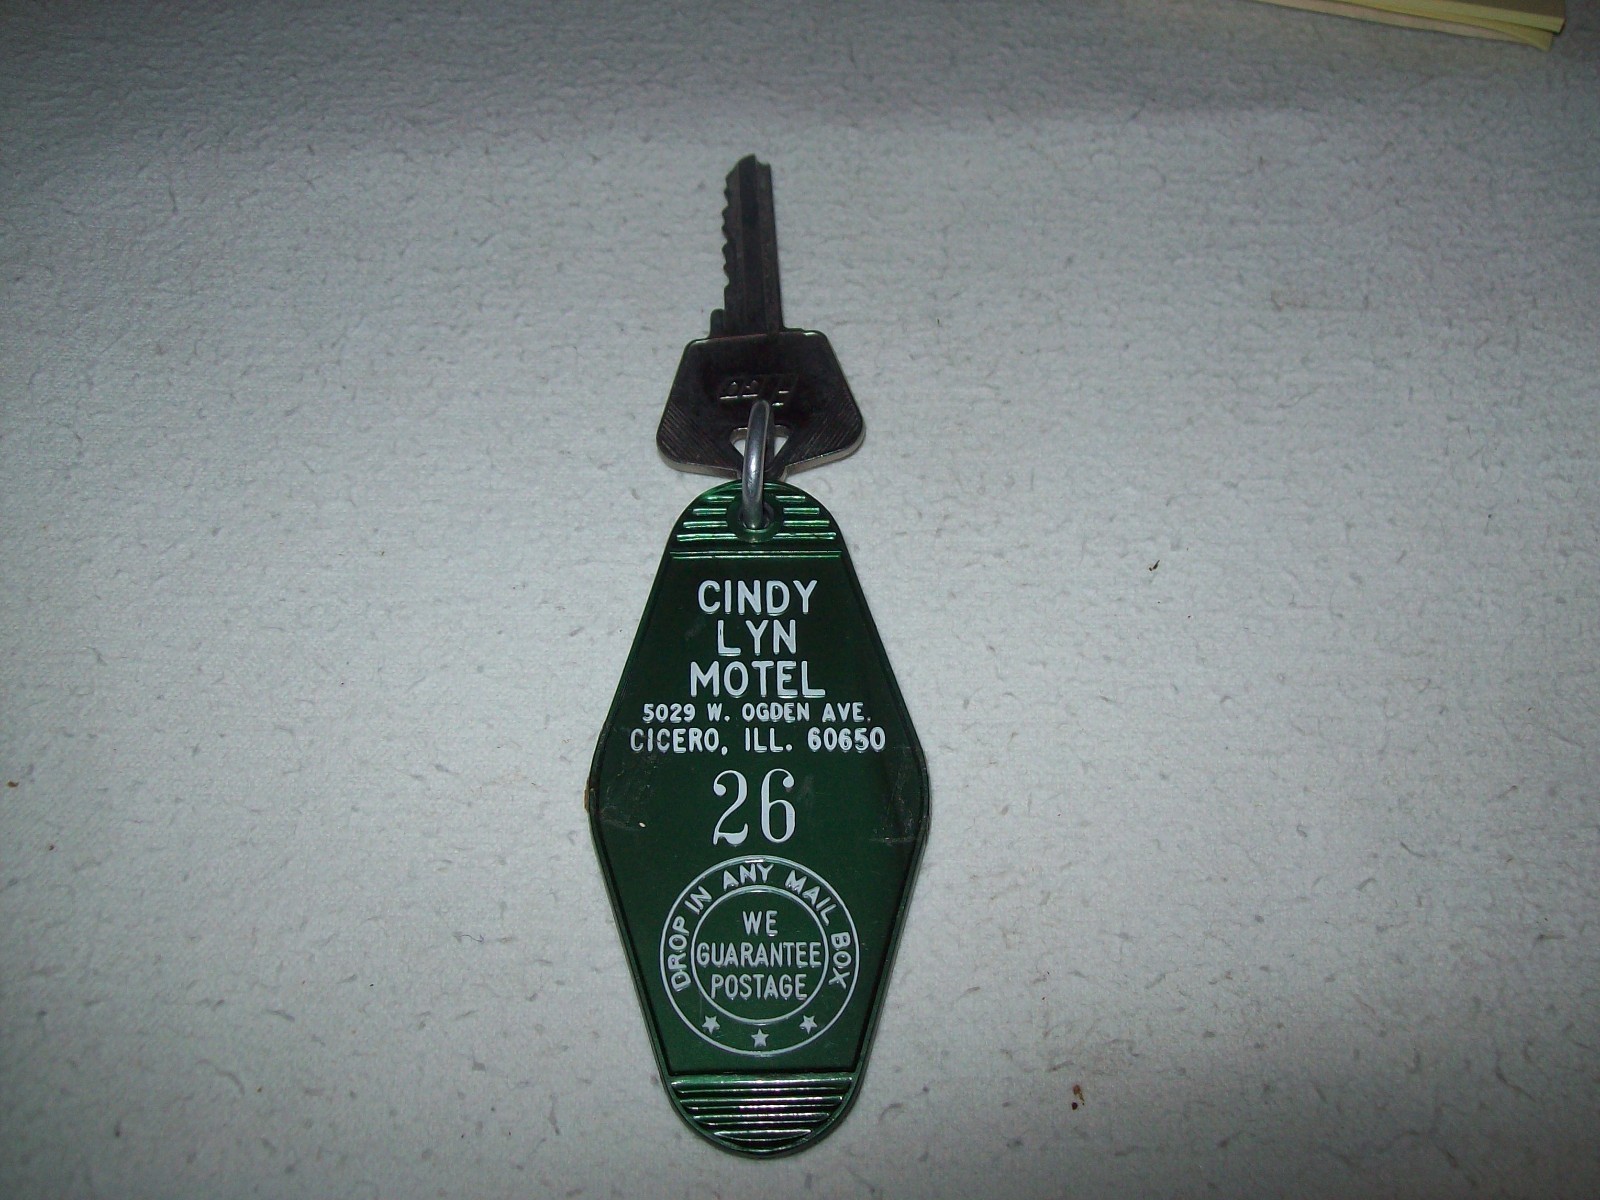 CINDY
LYN
MOTEL
5029 W. OGDEN AVE.
CICERO, ILL. 60650
26
DROP IN ANY MAIL BOX
WE
GUARANTEE
POSTAGE